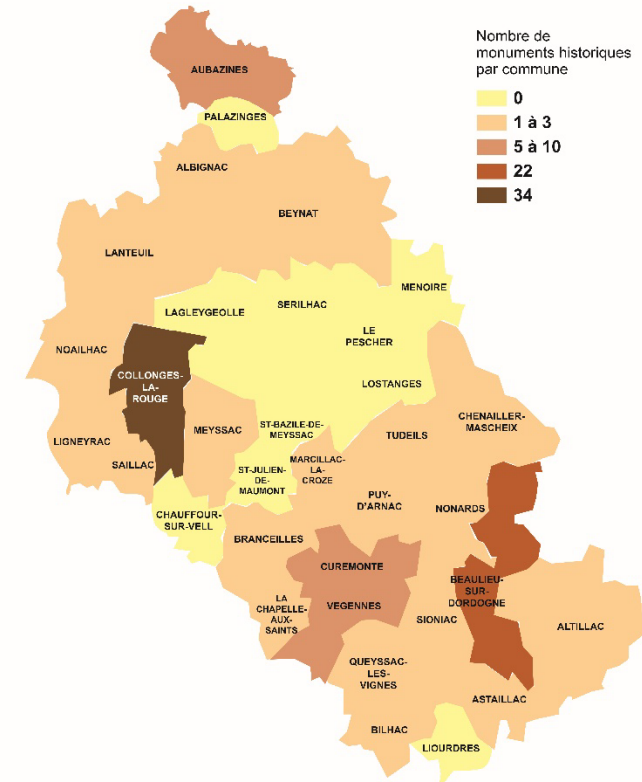 Nombre de
monuments historiques
par commune
0
1 à 3
5 à 10
22
34
AUBAZINES
PALAZINGES
ALBIGNAC
BEYNAT
LANTEUIL
MENOIRE
SERILHAC
LAGLEYGEOLLE
LE
PESCHER
NOAILHAC
COLLONGES-
LA-
ROUGE
LOSTANGES
CHENAILLER-
MASCHEIX
MEYSSAC
ST-BAZILE-DE-
MEYSSAC
TUDEILS
LIGNEYRAC
SAILLAC
ST-JULIEN-
DE-
MAUMONT
MARCILLAC-
LA-
CROZE
PUY-
D'ARNAC
NONARDS
CHAUFFOUR-
SUR-VELL
BRANCEILLES
CUREMONTE
BEAULIEU-
SUR-
DORDOGNE
LA
CHAPELLE-
AUX-
SAINTS
VEGENNES
SIONIAC
ALTILLAC
QUEYSSAC-
LES-
VIGNES
ASTAILLAC
BILHAC
LIOURDRES